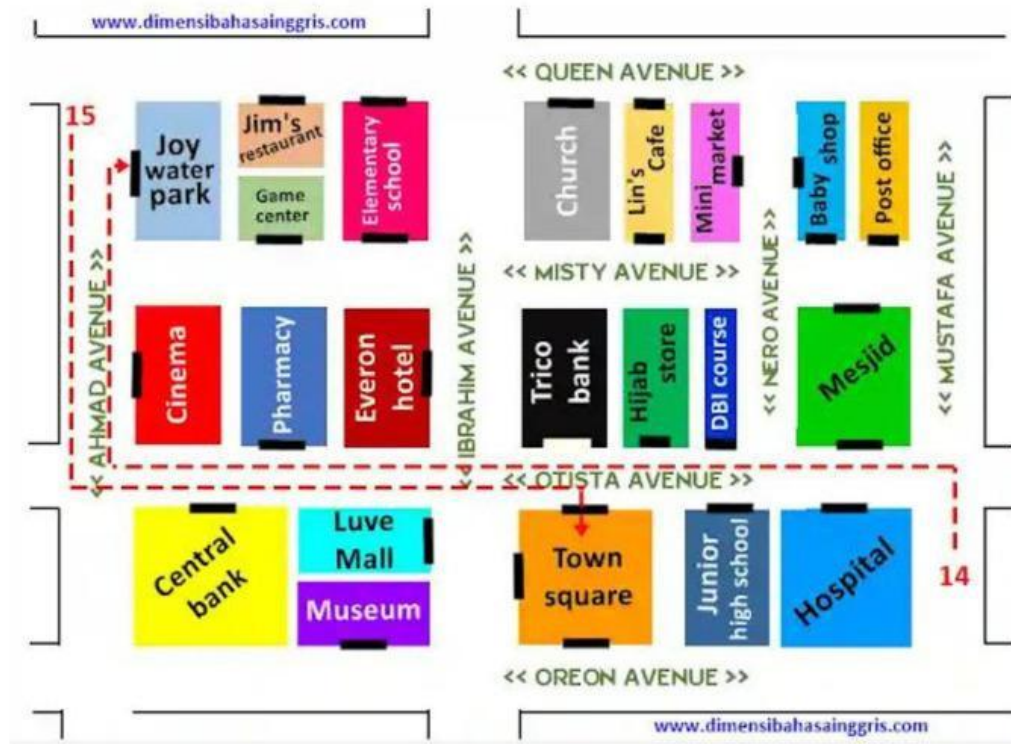 www.dimensibahasainggris.com
<< QUEEN AVENUE >>
15
Joy
water
park
Jim's
restaurant
Game
center
Elementary
school
Church
Lin's
Cafe
Mini
market
Baby
shop
Post office
<< MUSTAFA AVENUE >>
<< AHMAD AVENUE >>
<< IBRAHIM AVENUE >>
<< MISTY AVENUE >>
<< NERO AVENUE >>
Cinema
Pharmacy
Everon
hotel
Trico
bank
Hijab
store
DBI course
Mesjid
<< OTISTA AVENUE >>
Central
bank
Luve
Mall
Museum
Town
square
Junior
high school
Hospital
14
<< OREON AVENUE >>
www.dimensibahasainggris.com